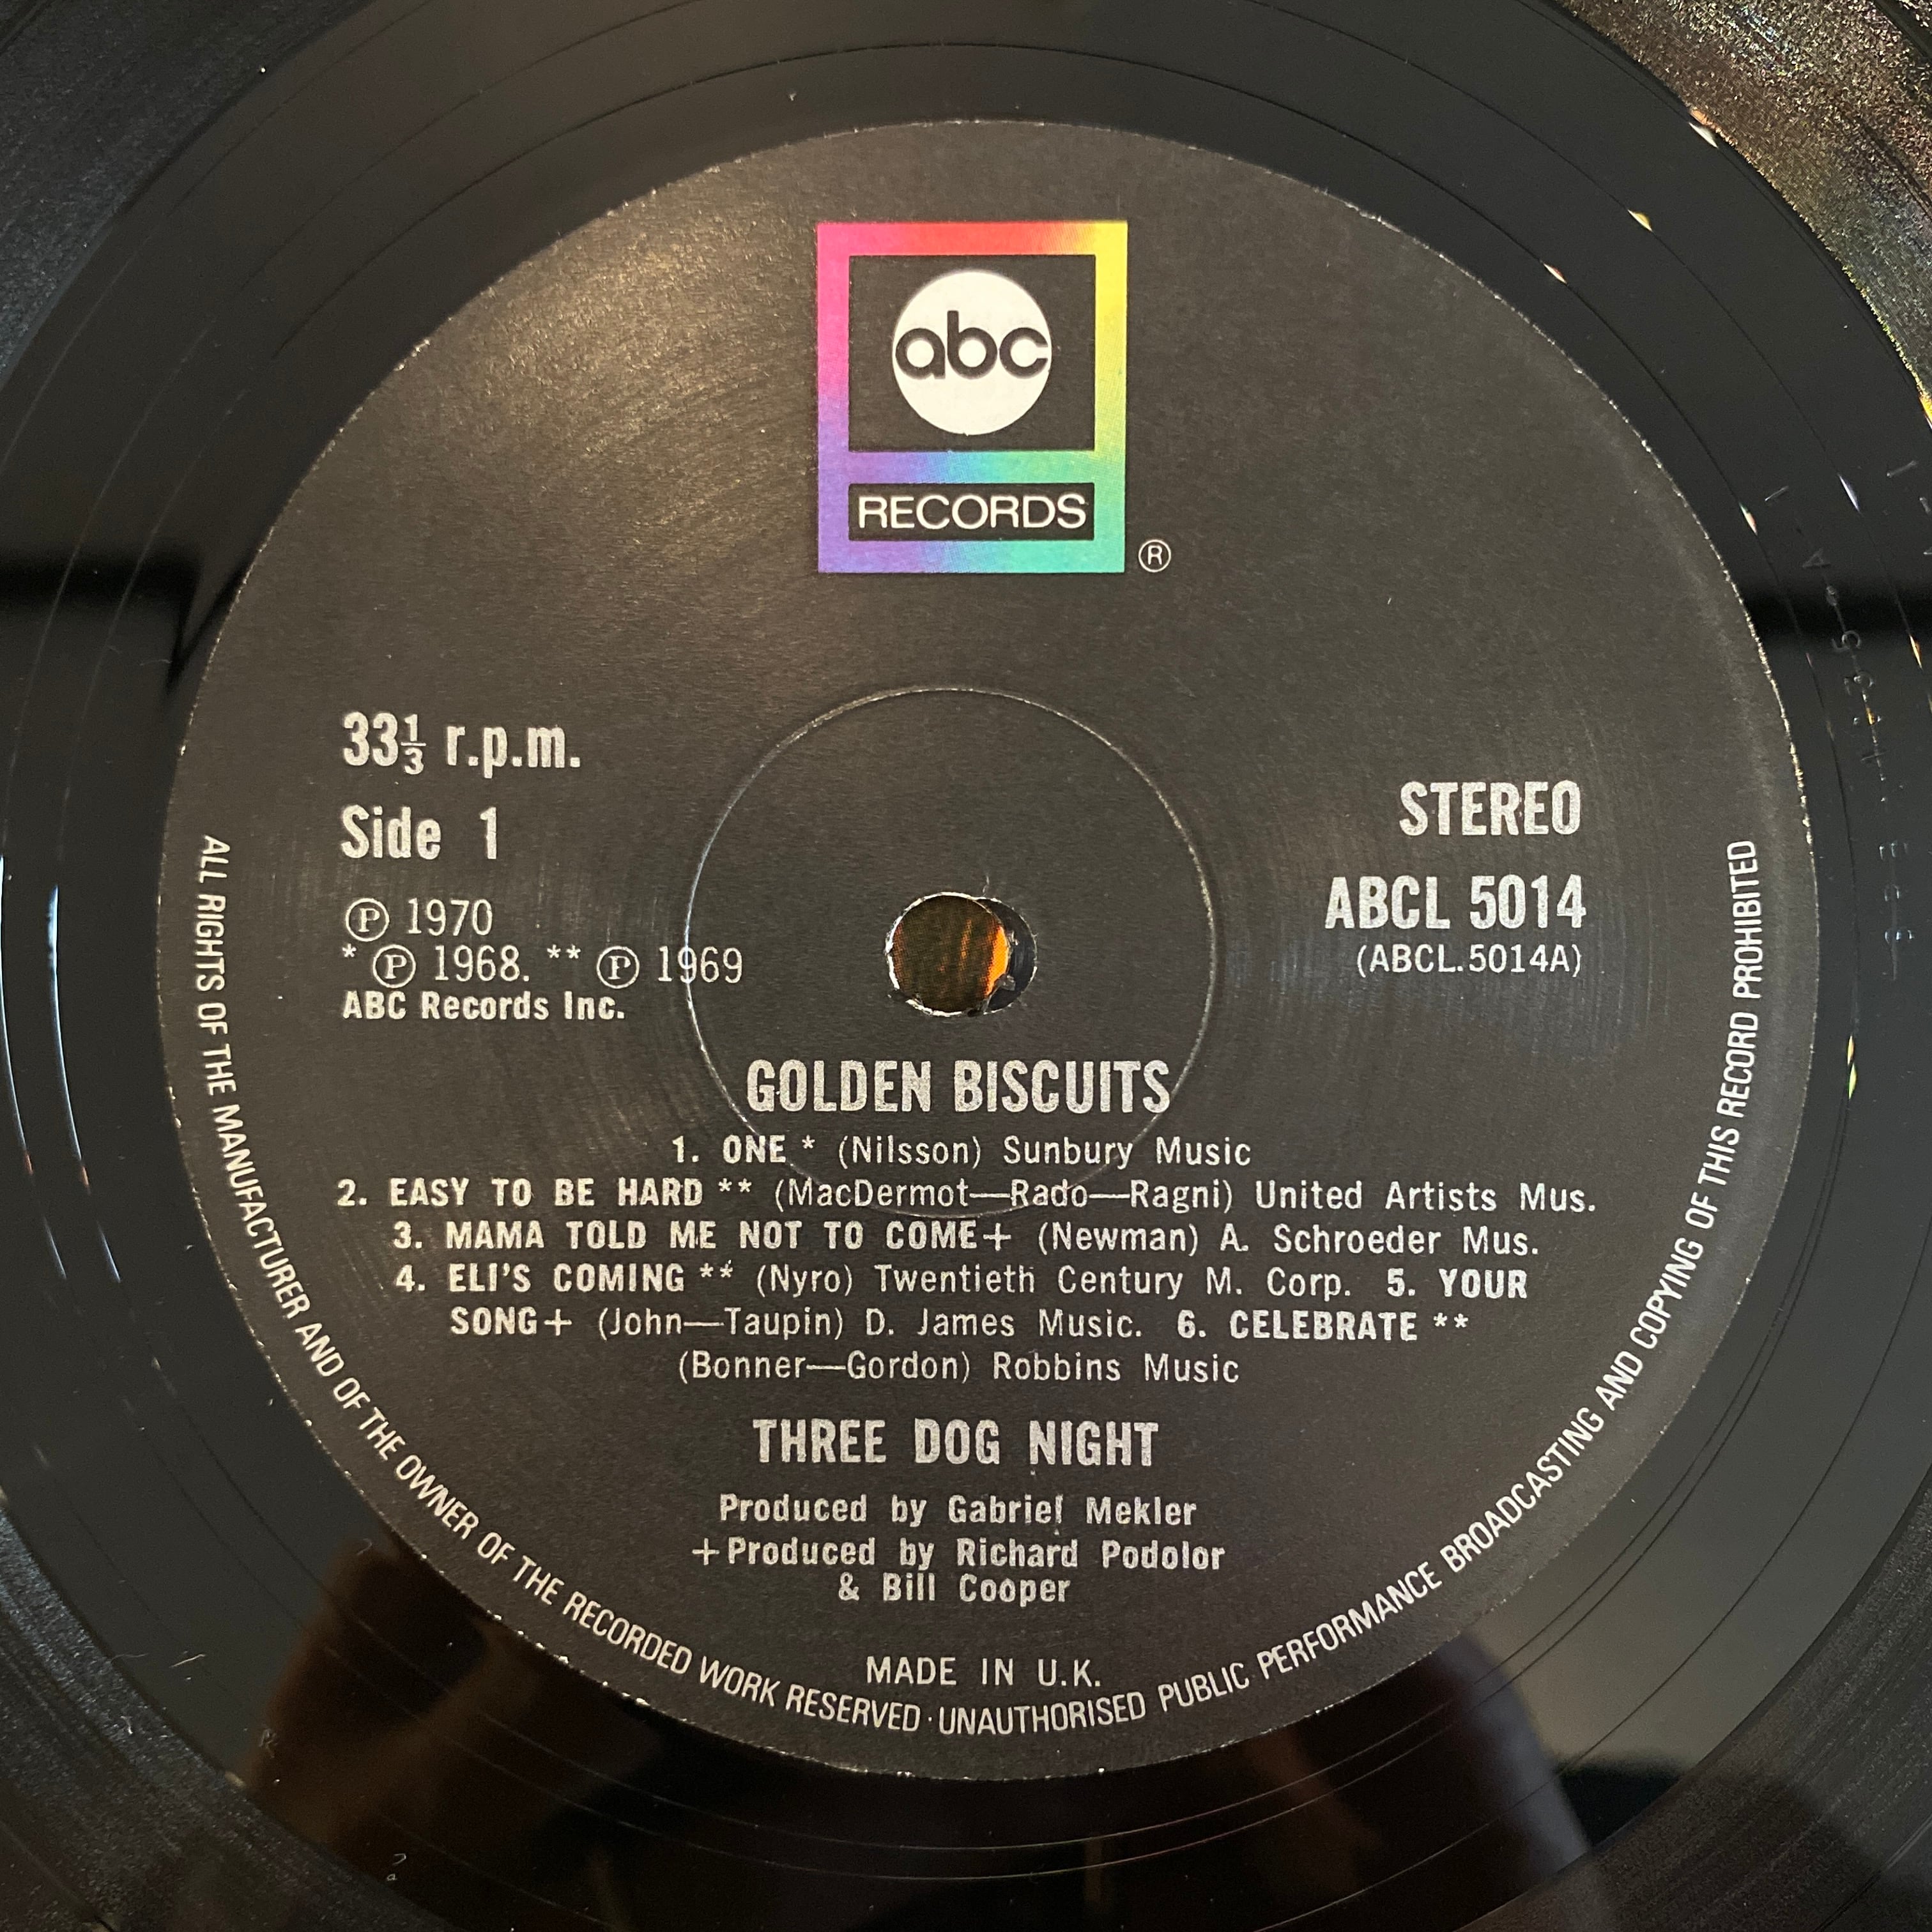 abc
RECORDS
®
33⅓ r.p.m.
Side 1
STEREO
Ⓟ 1970
ABCL 5014
* Ⓟ 1968. ** Ⓟ 1969
(ABCL.5014A)
ABC Records Inc.
GOLDEN BISCUITS
1. ONE * (Nilsson) Sunbury Music
2. EASY TO BE HARD ** (MacDermot—Rado—Ragni) United Artists Mus.
3. MAMA TOLD ME NOT TO COME+ (Newman) A. Schroeder Mus.
4. ELI'S COMING ** (Nyro) Twentieth Century M. Corp. 5. YOUR
SONG+ (John—Taupin) D. James Music. 6. CELEBRATE **
(Bonner—Gordon) Robbins Music
THREE DOG NIGHT
Produced by Gabriel Mekler
+Produced by Richard Podolor
& Bill Cooper
MADE IN U.K.
ALL RIGHTS OF THE MANUFACTURER AND OF THE OWNER OF THE RECORDED WORK RESERVED · UNAUTHORISED PUBLIC PERFORMANCE BROADCASTING AND COPYING OF THIS RECORD PROHIBITED